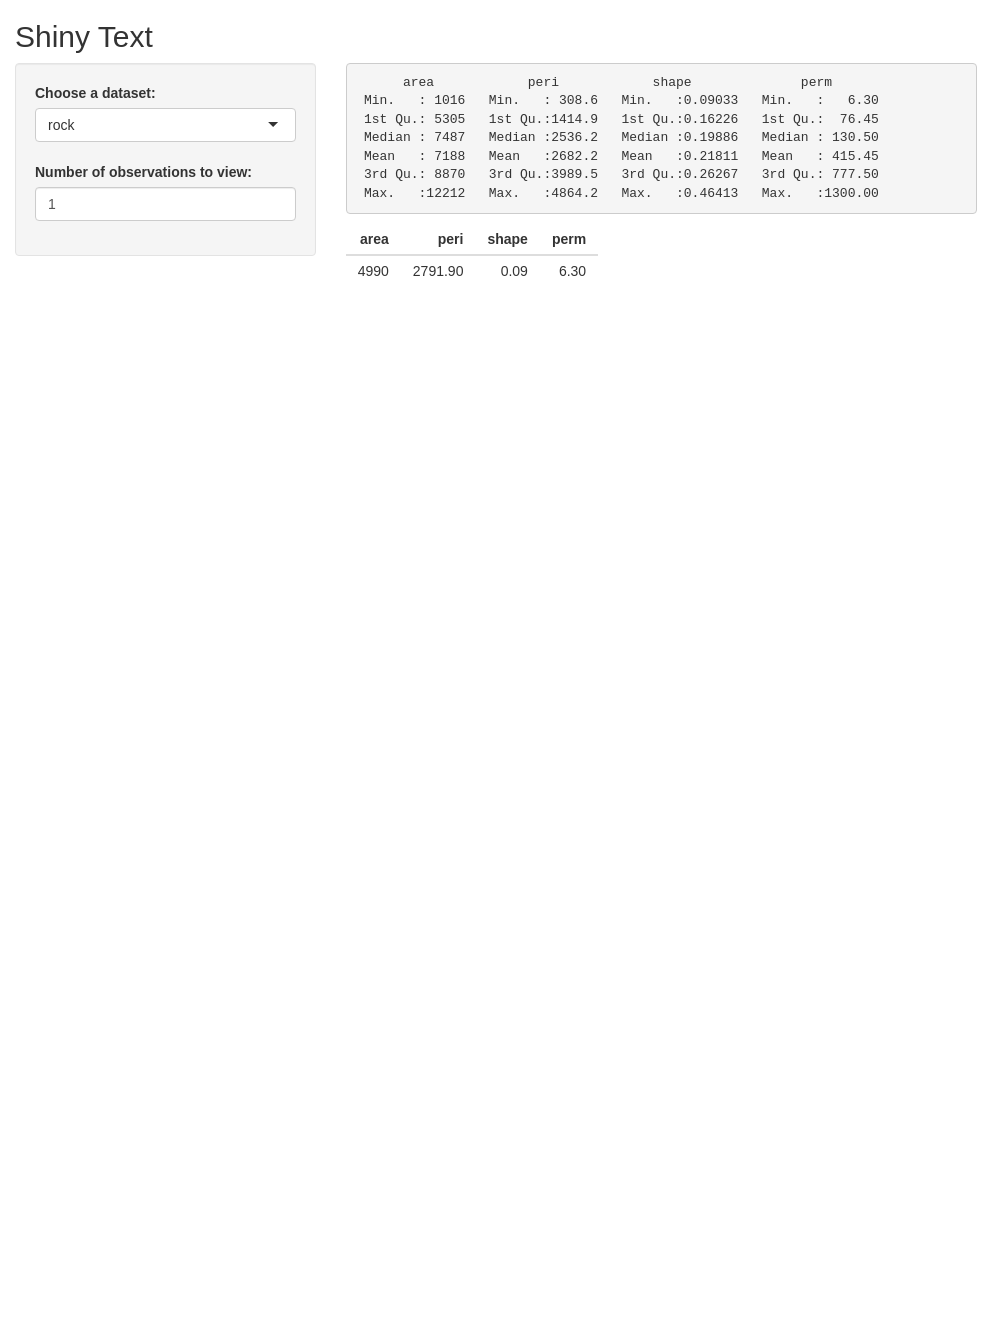 Shiny Text
Choose a dataset:
rock
Number of observations to view:
1
     area            peri            shape              perm
Min.   : 1016   Min.   : 308.6   Min.   :0.09033   Min.   :   6.30
1st Qu.: 5305   1st Qu.:1414.9   1st Qu.:0.16226   1st Qu.:  76.45
Median : 7487   Median :2536.2   Median :0.19886   Median : 130.50
Mean   : 7188   Mean   :2682.2   Mean   :0.21811   Mean   : 415.45
3rd Qu.: 8870   3rd Qu.:3989.5   3rd Qu.:0.26267   3rd Qu.: 777.50
Max.   :12212   Max.   :4864.2   Max.   :0.46413   Max.   :1300.00
area peri shape perm
4990 2791.90 0.09 6.30